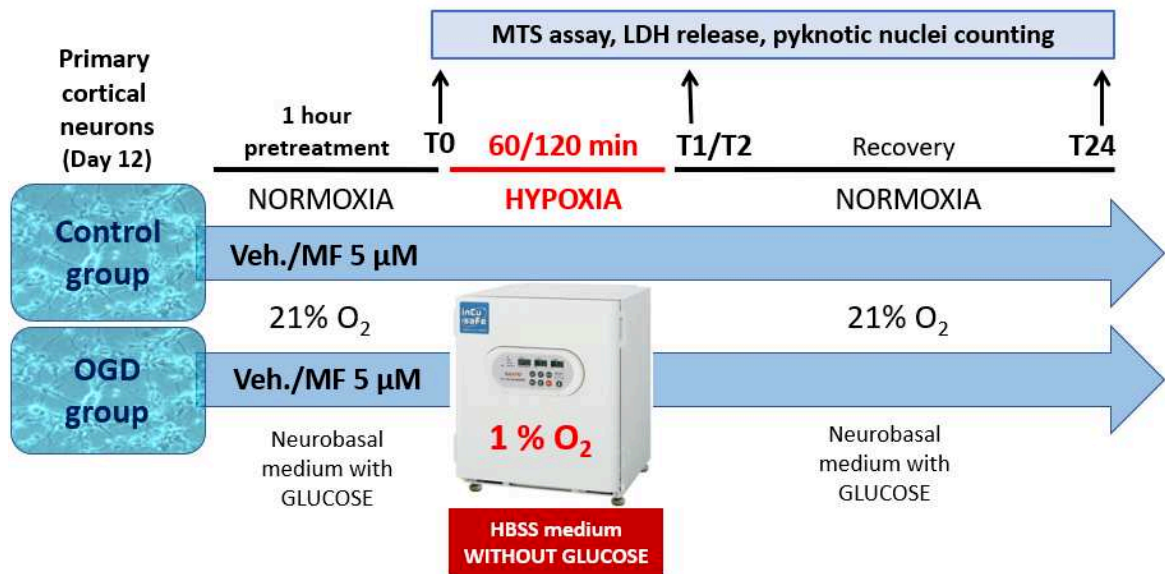 MTS assay, LDH release, pyknotic nuclei counting
Primary
cortical
neurons
(Day 12)
1 hour
pretreatment
T0
60/120 min
T1/T2
Recovery
T24
NORMOXIA
HYPOXIA
NORMOXIA
Control
group
Veh./MF 5 µM
21% O₂
inCu
saFe
21% O₂
OGD
group
Veh./MF 5 µM
1 % O₂
Neurobasal
medium with
GLUCOSE
Neurobasal
medium with
GLUCOSE
HBSS medium
WITHOUT GLUCOSE